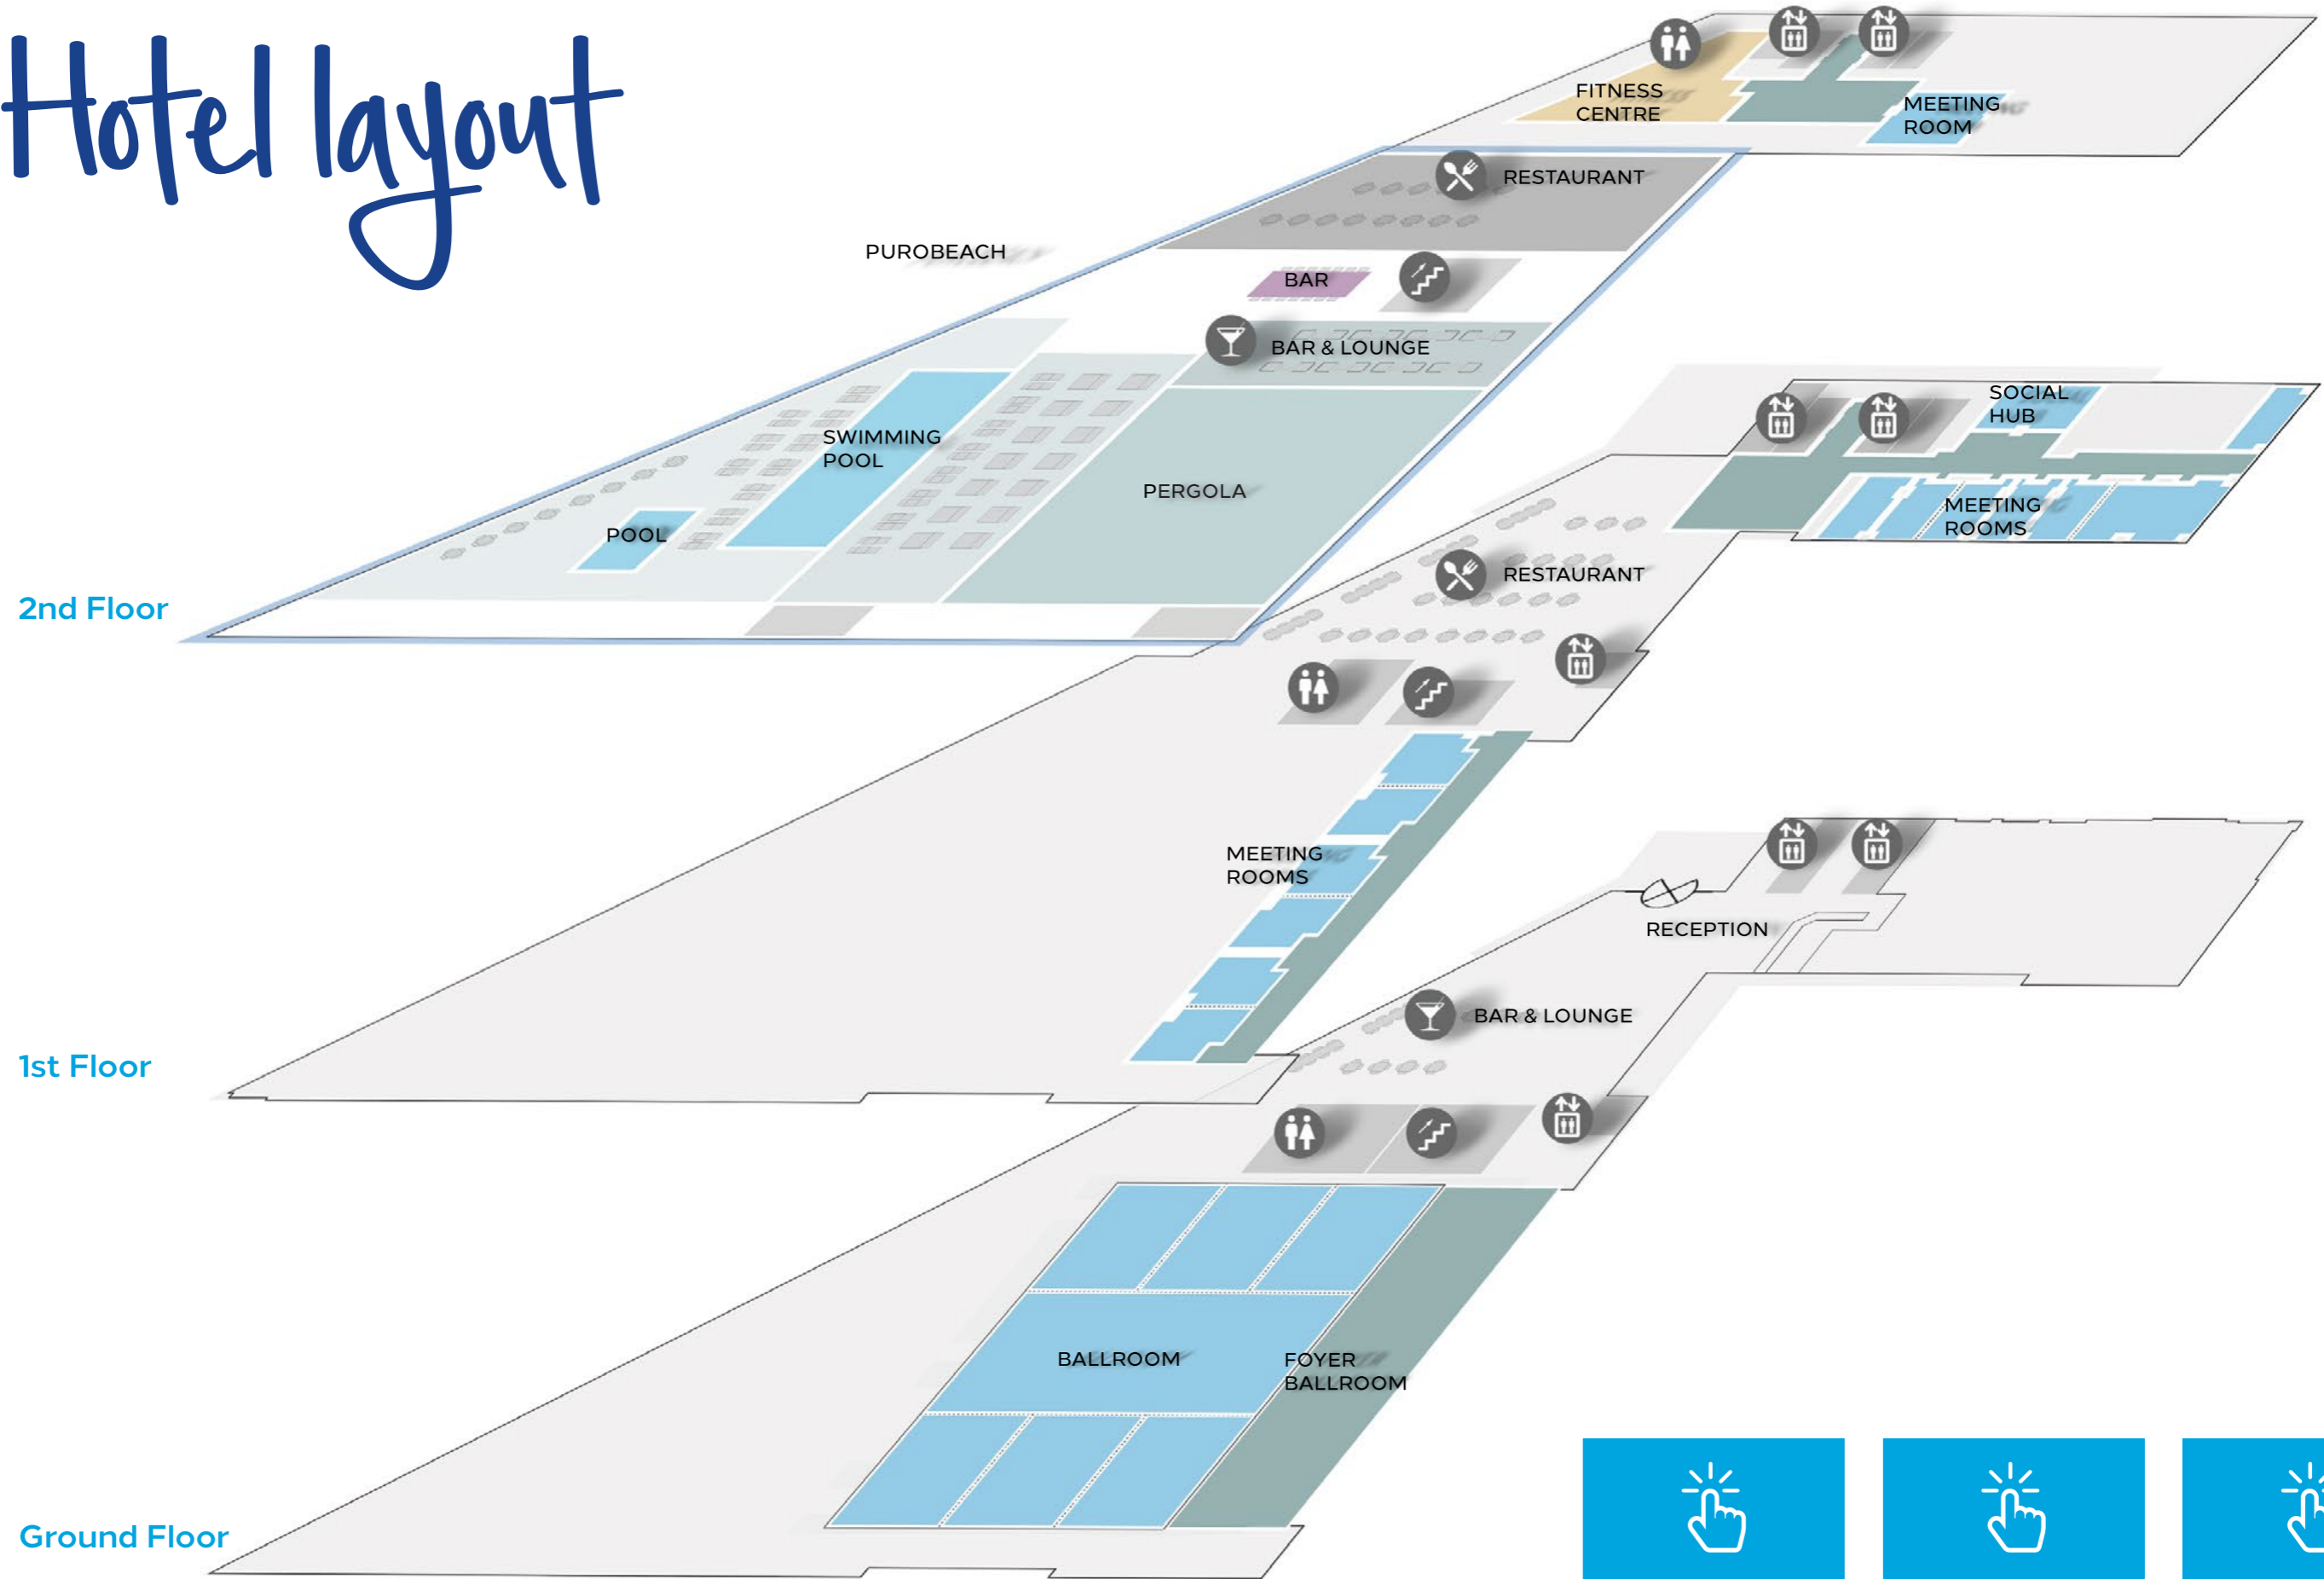 Hotel layout
FITNESS
CENTRE
MEETING
ROOM
RESTAURANT
PUROBEACH
BAR
BAR & LOUNGE
SWIMMING
POOL
PERGOLA
POOL
2nd Floor
SOCIAL
HUB
MEETING
ROOMS
RESTAURANT
MEETING
ROOMS
1st Floor
RECEPTION
BAR & LOUNGE
BALLROOM
FOYER
BALLROOM
Ground Floor